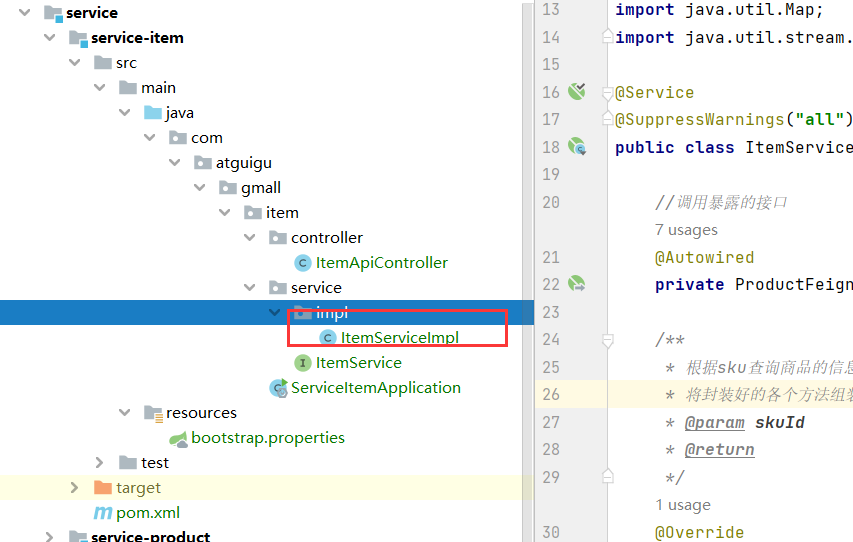 service
service-item
src
main
java
com
atguigu
gmall
item
controller
ItemApiController
service
impl
ItemServiceImpl
ItemService
ServiceItemApplication
resources
bootstrap.properties
test
target
pom.xml
service-product
13 import java.util.Map;
14 import java.util.stream.
15
16 @Service
17 @SuppressWarnings("all")
18 public class ItemService
19
20 //调用暴露的接口
7 usages
21 @Autowired
22 private ProductFeign
23
24 /**
25 * 根据sku查询商品的信息
26 * 将封装好的各个方法组装
27 * @param skuId
28 * @return
29 */
1 usage
30 @Override